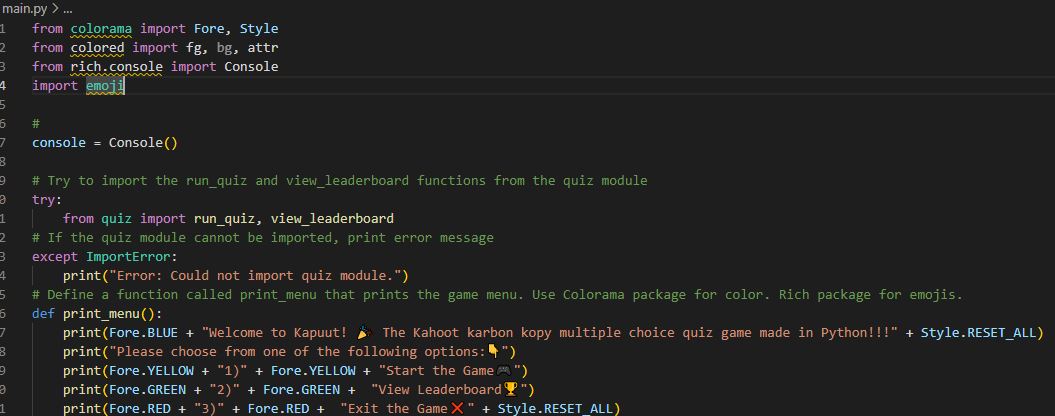 main.py > ...
1 from colorama import Fore, Style
2 from colored import fg, bg, attr
3 from rich.console import Console
4 import emoji
5
6 #
7 console = Console()
8
9 # Try to import the run_quiz and view_leaderboard functions from the quiz module
0 try:
1     from quiz import run_quiz, view_leaderboard
2 # If the quiz module cannot be imported, print error message
3 except ImportError:
4     print("Error: Could not import quiz module.")
5 # Define a function called print_menu that prints the game menu. Use Colorama package for color. Rich package for emojis.
6 def print_menu():
7     print(Fore.BLUE + "Welcome to Kapuut! 🎉 The Kahoot karbon kopy multiple choice quiz game made in Python!!!" + Style.RESET_ALL)
8     print("Please choose from one of the following options:👇")
9     print(Fore.YELLOW + "1)" + Fore.YELLOW + "Start the Game🎮")
0     print(Fore.GREEN + "2)" + Fore.GREEN +  "View Leaderboard🏆")
1     print(Fore.RED + "3)" + Fore.RED +  "Exit the Game❌" + Style.RESET_ALL)